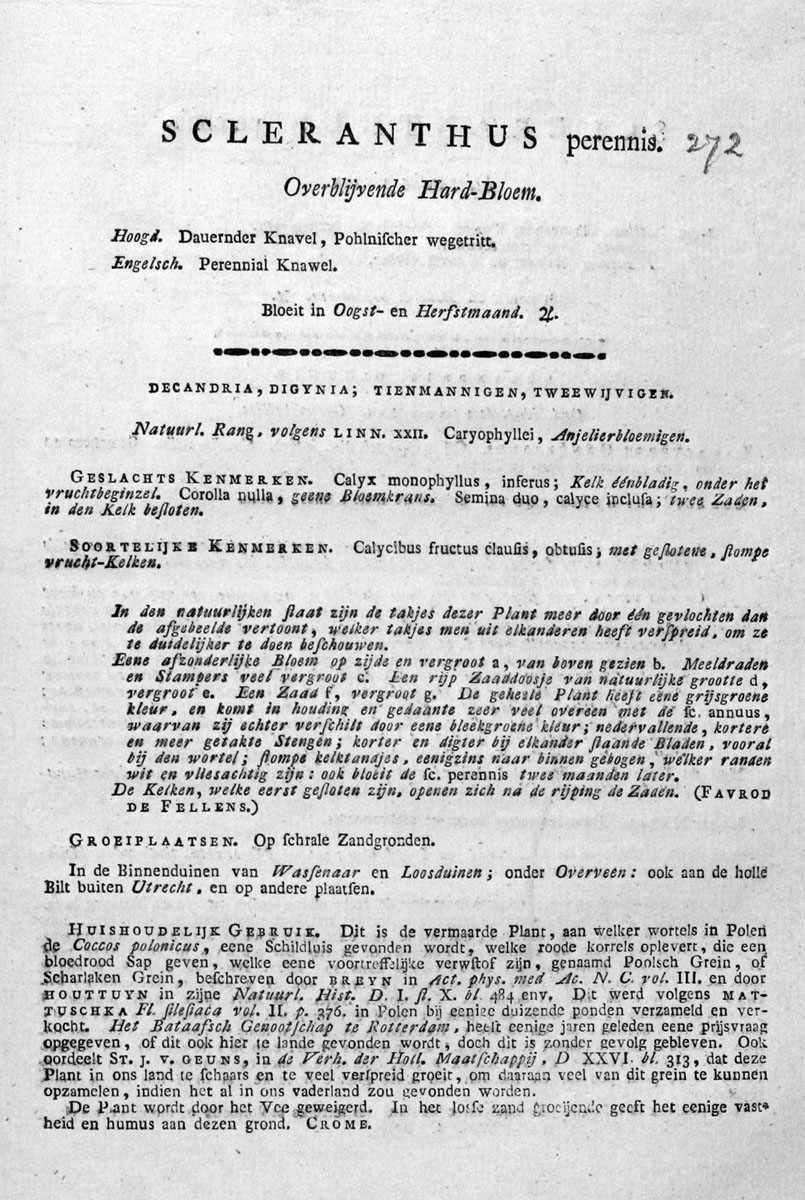 SCLERANTHUS perennis. 272
Overblijvende Hard-Bloem.
Hoogd. Dauernder Knavel, Pohlniſcher wegetritt.
Engelsch. Perennial Knawel.
Bloeit in Oogst- en Herfstmaand. ♃.
DECANDRIA, DIGYNIA; TIENMANNIGEN, TWEEWIJVIGEN.
Natuurl. Rang, volgens LINN. XXII. Caryophyllei, Anjelierbloemigen.
GESLACHTS KENMERKEN. Calyx monophyllus, inferus; Kelk éénbladig, onder het
vruchtbeginzel. Corolla nulla, geene Bloemkrans. Semina duo, calyce incluſa; twee Zaden,
in den Kelk beſloten.
SOORTELIJKE KENMERKEN. Calycibus fructus clauſis, obtuſis; met geſlotene, ſtompe
vrucht-Kelken.
In den natuurlijken ſtaat zijn de takjes dezer Plant meer door één gevlochten dan
de afgebeelde vertoont, welker takjes men uit elkanderen heeft verſpreid, om ze
te duidelijker te doen beſchouwen.
Eene afzonderlijke Bloem op zijde en vergroot a, van boven gezien b. Meeldraden
en Stampers veel vergroot c. Een rijp Zaaddoosje van natuurlijke grootte d,
vergroot e. Een Zaad f, vergroot g. De geheele Plant heeft eene grijsgroene
kleur, en komt in houding en gedaante zeer veel overeen met de ſc. annuus,
waarvan zij echter verſchilt door eene bleekgroene kleur; nedervallende, kortere
en meer getakte Stengen; korter en digter bij elkander ſtaande Bladen, vooral
bij den wortel; ſtompe kelktandjes, eenigzins naar binnen gebogen, welker randen
wit en vliesachtig zijn: ook bloeit de ſc. perennis twee maanden later.
De Kelken, welke eerst geſloten zijn, openen zich na de rijping de Zaden. (FAVROD
DE FELLENS.)
GROEIPLAATSEN. Op ſchrale Zandgronden.
In de Binnenduinen van Wasſenaar en Loosduinen; onder Overveen: ook aan de holle
Bilt buiten Utrecht, en op andere plaatſen.
HUISHOUDELIJK GEBRUIK. Dit is de vermaarde Plant, aan welker wortels in Polen
de Coccos polonicus, eene Schildluis gevonden wordt, welke roode korrels oplevert, die een
bloedrood Sap geven, welke eene voortreffelijke verwſtof zijn, genaamd Poolsch Grein, of
Scharlaken Grein, beſchreven door BREYN in Act. phys. med Ac. N. C. vol. III. en door
HOUTTUYN in zijne Natuurl. Hist. D. I. ſt. X. bl. 484 env. Dit werd volgens MAT-
TUSCHKA Fl. ſileſiaca vol. II. p. 376. in Polen bij eenige duizende ponden verzameld en ver-
kocht. Het Bataafsch Genootſchap te Rotterdam, heeft eenige jaren geleden eene prijsvraag
opgegeven, of dit ook hier te lande gevonden wordt, doch dit is zonder gevolg gebleven. Ook
oordeelt ST. J. V. GEUNS, in de Verh. der Holl. Maatſchappij, D XXVI. bl. 313, dat deze
Plant in ons land te ſchaars en te veel verſpreid groeit, om daaraan veel van dit grein te kunnen
opzamelen, indien het al in ons vaderland zou gevonden worden.
De Plant wordt door het Vee geweigerd. In het losſe zand groeijende geeft het eenige vast-
heid en humus aan dezen grond. CROME.